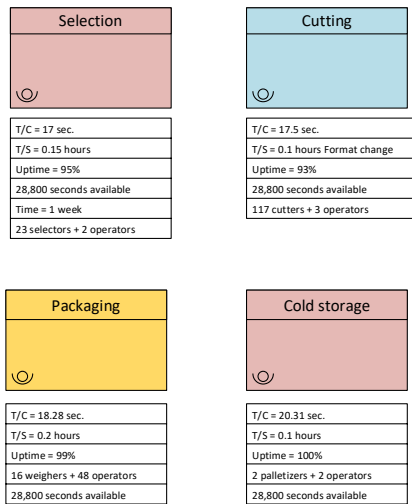 Selection
T/C = 17 sec.
T/S = 0.15 hours
Uptime = 95%
28,800 seconds available
Time = 1 week
23 selectors + 2 operators
Cutting
T/C = 17.5 sec.
T/S = 0.1 hours Format change
Uptime = 93%
28,800 seconds available
117 cutters + 3 operators
Packaging
T/C = 18.28 sec.
T/S = 0.2 hours
Uptime = 99%
16 weighers + 48 operators
28,800 seconds available
Cold storage
T/C = 20.31 sec.
T/S = 0.1 hours
Uptime = 100%
2 palletizers + 2 operators
28,800 seconds available